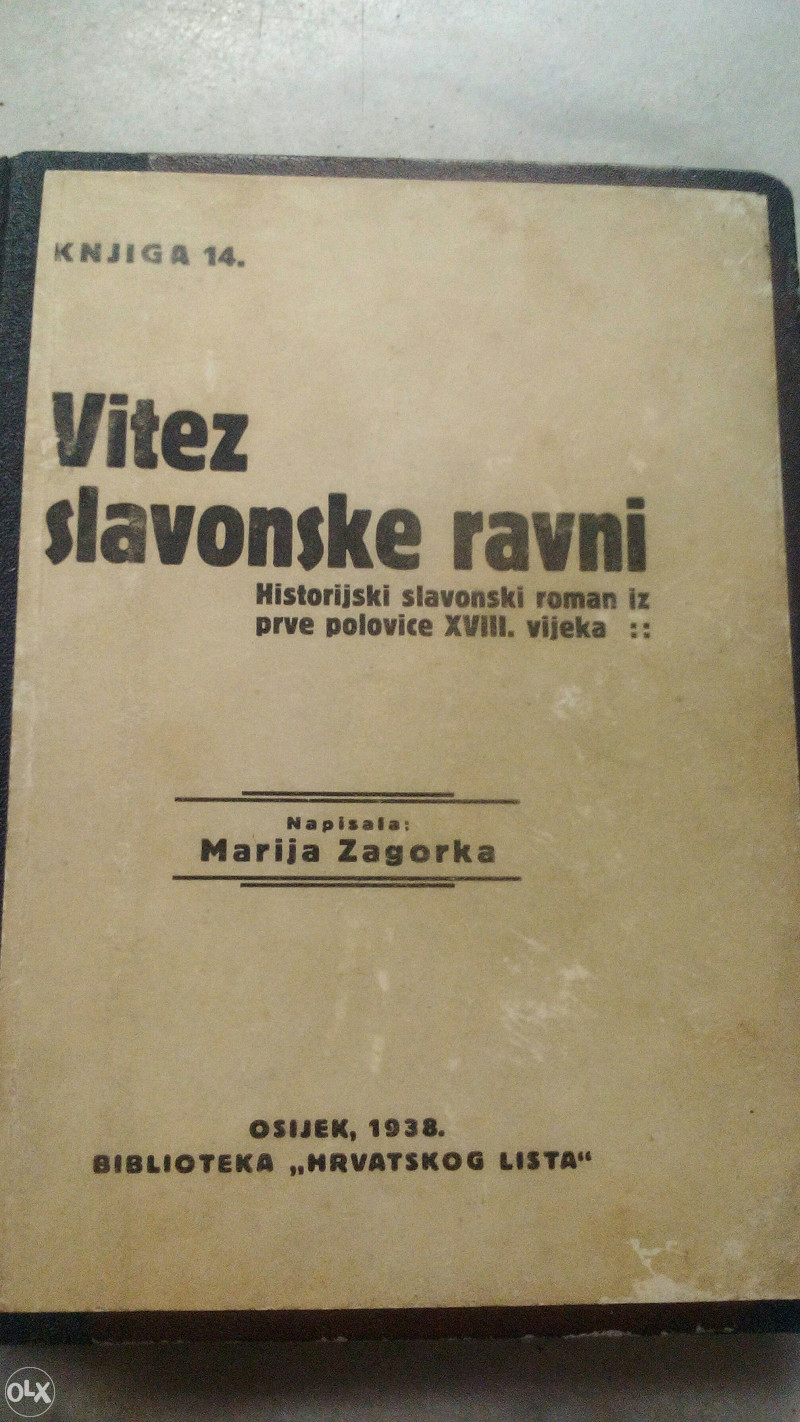 KNJIGA 14.
Vitez
slavonske ravni
Historijski slavonski roman iz
prve polovice XVIII. vijeka ::
Napisala:
Marija Zagorka
OSIJEK, 1938.
BIBLIOTEKA „HRVATSKOG LISTA“
OLX